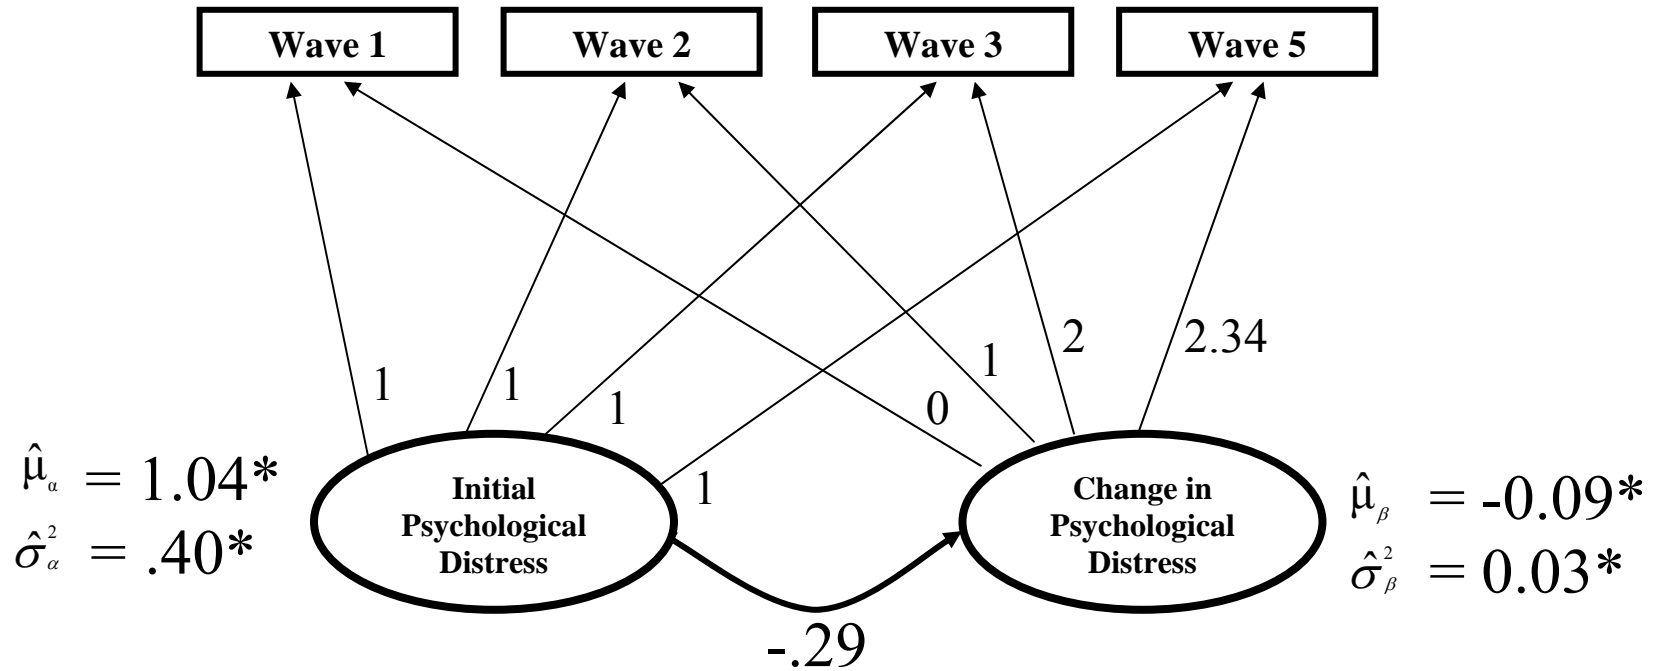 Wave 1
Wave 2
Wave 3
Wave 5
1
1
1
1
0
1
2
2.34
μ̂α = 1.04*
σ̂²α = .40*
Initial
Psychological
Distress
Change in
Psychological
Distress
μ̂β = -0.09*
σ̂²β = 0.03*
-.29